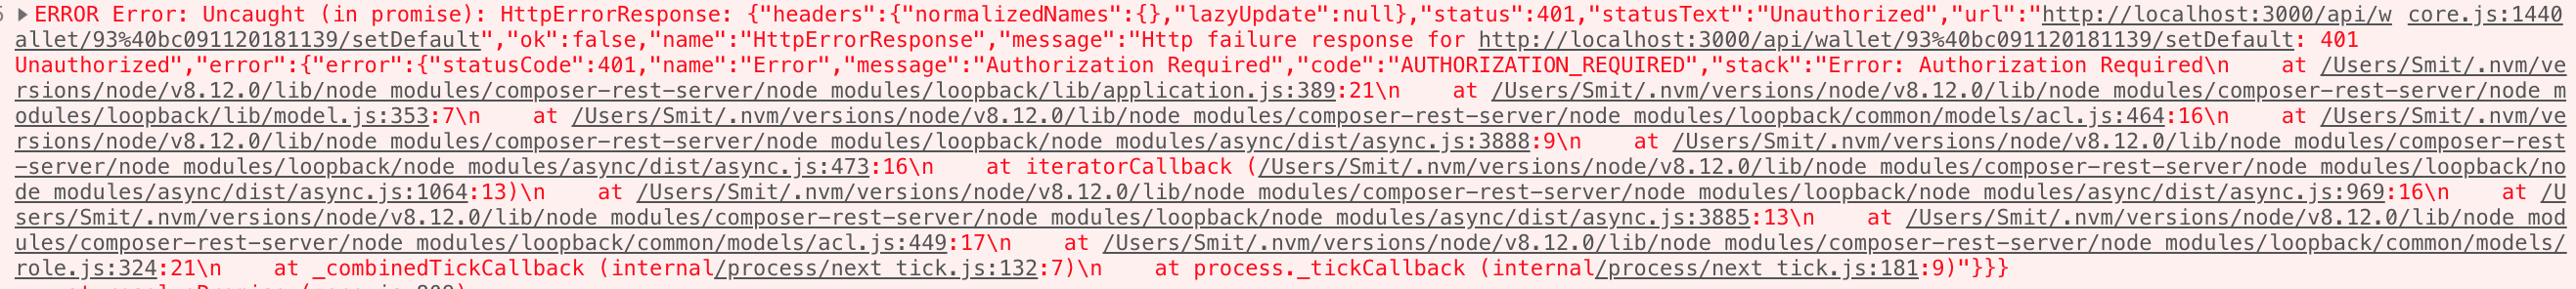 ▶ERROR Error: Uncaught (in promise): HttpErrorResponse: {"headers":{"normalizedNames":{},"lazyUpdate":null},"status":401,"statusText":"Unauthorized","url":"http://localhost:3000/api/w core.js:1440
allet/93%40bc091120181139/setDefault","ok":false,"name":"HttpErrorResponse","message":"Http failure response for http://localhost:3000/api/wallet/93%40bc091120181139/setDefault: 401
Unauthorized","error":{"error":{"statusCode":401,"name":"Error","message":"Authorization Required","code":"AUTHORIZATION_REQUIRED","stack":"Error: Authorization Required\n    at /Users/Smit/.nvm/ve
rsions/node/v8.12.0/lib/node_modules/composer-rest-server/node_modules/loopback/lib/application.js:389:21\n    at /Users/Smit/.nvm/versions/node/v8.12.0/lib/node_modules/composer-rest-server/node_m
odules/loopback/lib/model.js:353:7\n    at /Users/Smit/.nvm/versions/node/v8.12.0/lib/node_modules/composer-rest-server/node_modules/loopback/common/models/acl.js:464:16\n    at /Users/Smit/.nvm/ve
rsions/node/v8.12.0/lib/node_modules/composer-rest-server/node_modules/loopback/node_modules/async/dist/async.js:3888:9\n    at /Users/Smit/.nvm/versions/node/v8.12.0/lib/node_modules/composer-rest
-server/node_modules/loopback/node_modules/async/dist/async.js:473:16\n    at iteratorCallback (/Users/Smit/.nvm/versions/node/v8.12.0/lib/node_modules/composer-rest-server/node_modules/loopback/no
de_modules/async/dist/async.js:1064:13)\n    at /Users/Smit/.nvm/versions/node/v8.12.0/lib/node_modules/composer-rest-server/node_modules/loopback/node_modules/async/dist/async.js:969:16\n    at /U
sers/Smit/.nvm/versions/node/v8.12.0/lib/node_modules/composer-rest-server/node_modules/loopback/node_modules/async/dist/async.js:3885:13\n    at /Users/Smit/.nvm/versions/node/v8.12.0/lib/node_mod
ules/composer-rest-server/node_modules/loopback/common/models/acl.js:449:17\n    at /Users/Smit/.nvm/versions/node/v8.12.0/lib/node_modules/composer-rest-server/node_modules/loopback/common/models/
role.js:324:21\n    at _combinedTickCallback (internal/process/next_tick.js:132:7)\n    at process._tickCallback (internal/process/next_tick.js:181:9)"}}}